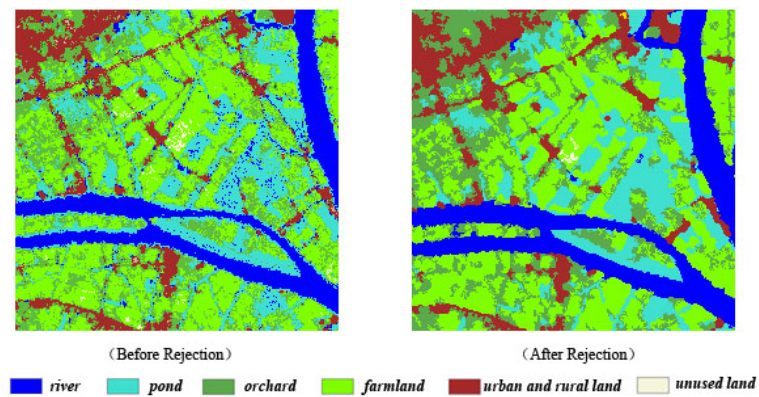 （Before Rejection） （After Rejection）
river pond orchard farmland urban and rural land unused land